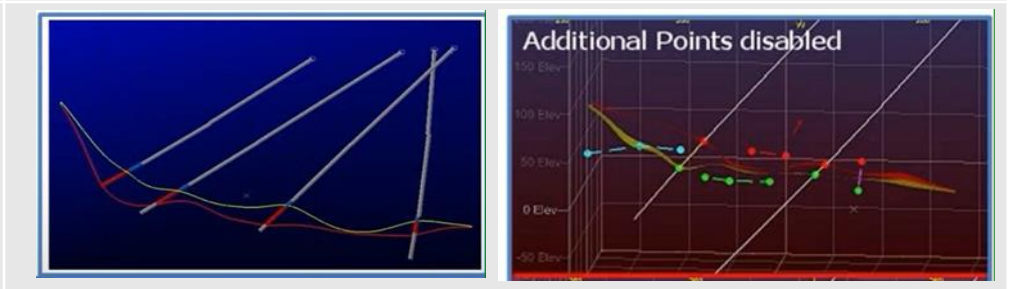 Additional Points disabled
150 Elev
100 Elev
50 Elev
0 Elev
-50 Elev